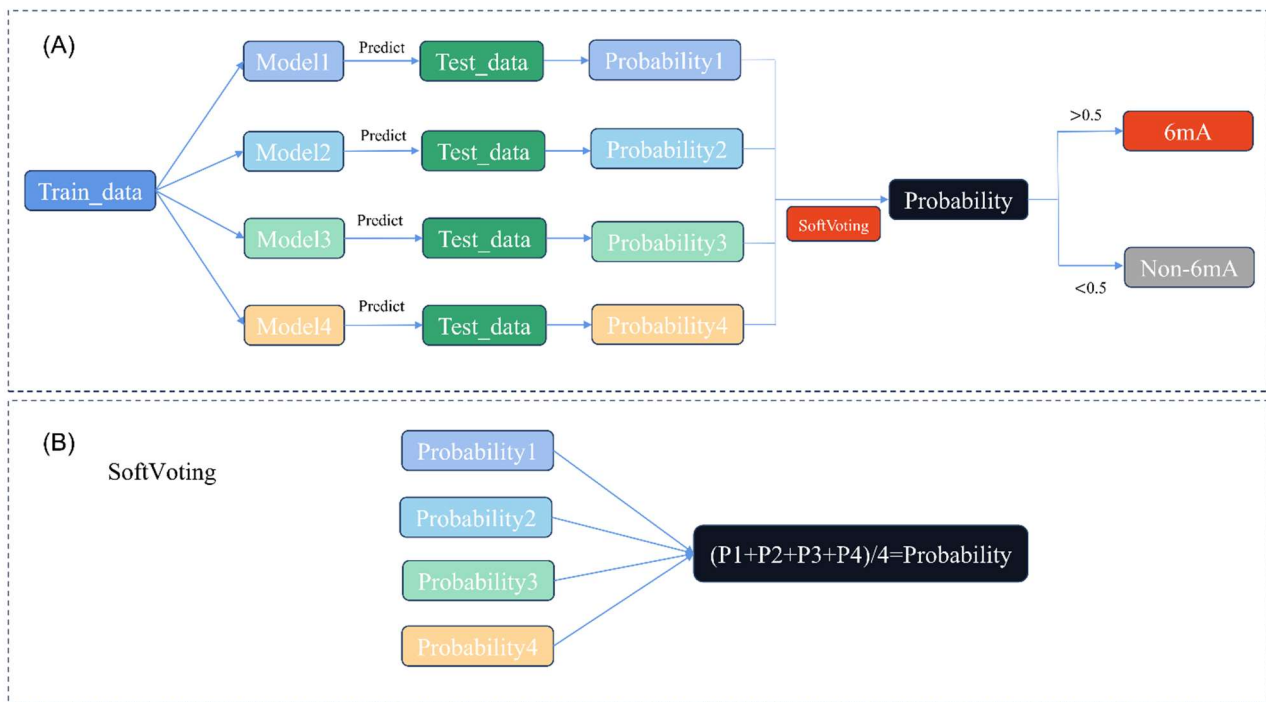 (A)
Model1
Predict
Test_data
Probability1
Model2
Predict
Test_data
Probability2
Train_data
Model3
Predict
Test_data
Probability3
Model4
Predict
Test_data
Probability4
SoftVoting
Probability
>0.5
6mA
<0.5
Non-6mA
(B)
SoftVoting
Probability1
Probability2
Probability3
Probability4
(P1+P2+P3+P4)/4=Probability